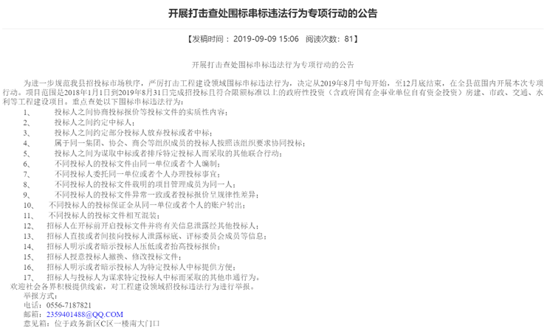 开展打击查处围标串标违法行为专项行动的公告
【发稿时间： 2019-09-09 15:06   阅读次数：81】
开展打击查处围标串标违法行为专项行动的公告
为进一步规范我县招投标市场秩序，严厉打击工程建设领域围标串标违法行为，决定从2019年8月中旬开始，至12月底结束，在全县范围内开展本次专项行动。项目范围是2018年1月1日到2019年8月31日完成招投标且符合限额标准以上的政府性投资（含政府国有企事业单位自有资金投资）房建、市政、交通、水利等工程建设项目。重点查处以下围标串标违法行为：
1、 投标人之间协商投标报价等投标文件的实质性内容；
2、 投标人之间约定中标人；
3、 投标人之间约定部分投标人放弃投标或者中标；
4、 属于同一集团、协会、商会等组织成员的投标人按照该组织要求协同投标；
5、 投标人之间为谋取中标或者排斥特定投标人而采取的其他联合行动；
6、 不同投标人的投标文件由同一单位或者个人编制；
7、 不同投标人委托同一单位或者个人办理投标事宜；
8、 不同投标人的投标文件载明的项目管理成员为同一人；
9、 不同投标人的投标文件异常一致或者投标报价呈规律性差异；
10、 不同投标人的投标保证金从同一单位或者个人的账户转出；
11、 不同投标人的投标文件相互混装；
12、 招标人在开标前开启投标文件并将有关信息泄露给其他投标人；
13、 招标人直接或者间接向投标人泄露标底、评标委员会成员等信息；
14、 招标人明示或者暗示投标人压低或者抬高投标报价；
15、 招标人授意投标人撤换、修改投标文件；
16、 招标人明示或者暗示投标人为特定投标人中标提供方便；
17、 招标人与投标人为谋求特定投标人中标而采取的其他串通行为。
欢迎社会各界积极提供线索，对工程建设领域招投标违法行为进行举报。
举报方式：
电话：0556-7187821
邮箱：2359401488@QQ.COM
意见箱：位于政务新区C区一楼南大门口